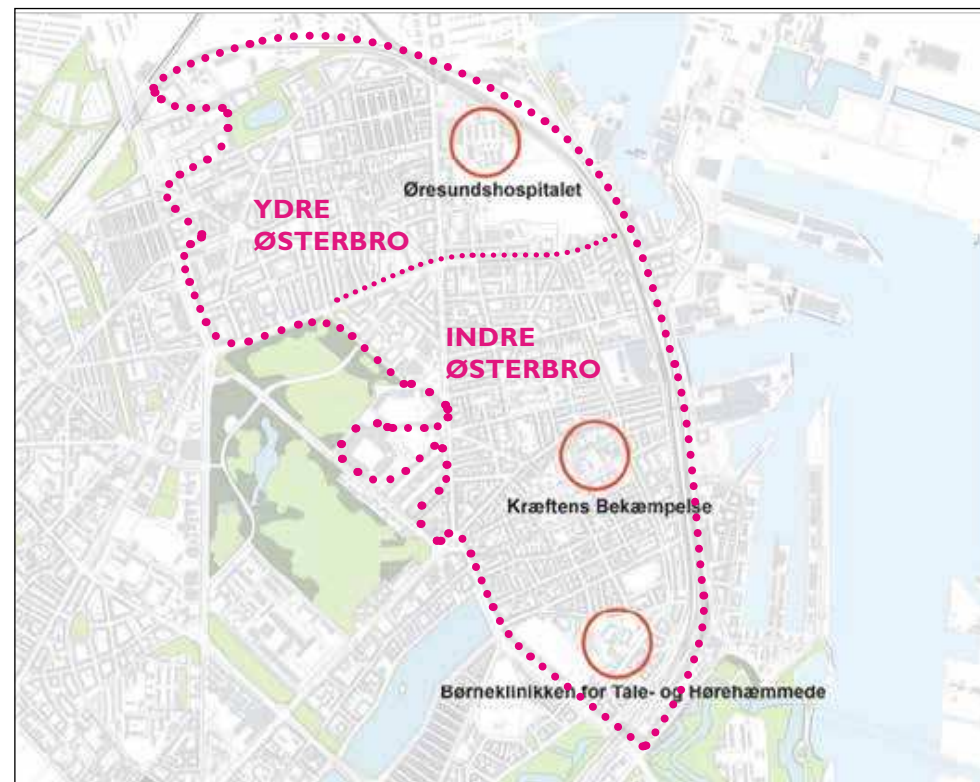 Øresundshospitalet
YDRE
ØSTERBRO
INDRE
ØSTERBRO
Kræftens Bekæmpelse
Børneklinikken for Tale- og Hørehæmmede